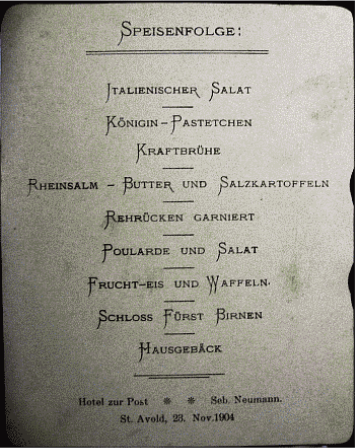 Speisenfolge:
Italienischer Salat
Königin-Pastetchen
Kraftbrühe
Rheinsalm - Butter und Salzkartoffeln
Rehrücken garniert
Poularde und Salat
Frucht-eis und Waffeln.
Schloss Fürst Birnen
Hausgebäck
Hotel zur Post * * Seb. Neumann.
St. Avold, 23. Nov. 1904